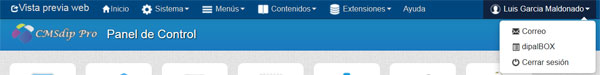 Vista previa web Inicio Sistema Menús Contenidos Extensiones Ayuda Luis Garcia Maldonado
CMSdip Pro Panel de Control
Correo
dipalBOX
Cerrar sesión